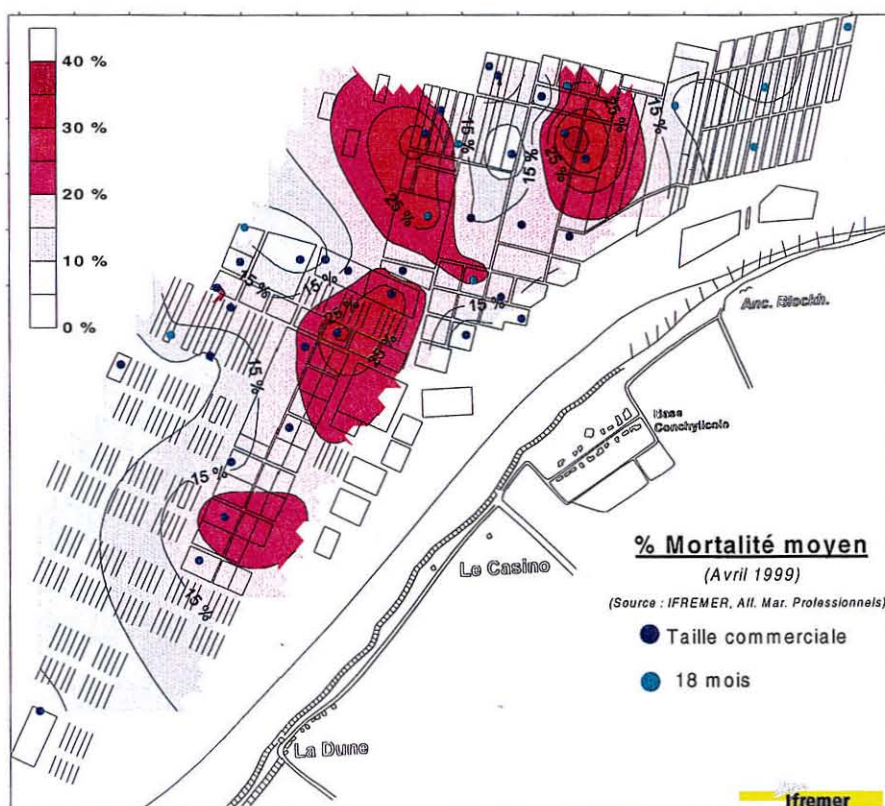 40 %
30 %
20 %
10 %
0 %
15 %
25 %
25 %
15 %
15 %
25 %
25 %
15 %
15 %
15 %
25 %
15 %
15 %
15 %
Anc. Blockh.
Base
Conchylicole
Le Casino
La Dune
% Mortalité moyen
(Avril 1999)
(Source : IFREMER, Aff. Mar. Professionnels)
Taille commerciale
18 mois
Ifremer